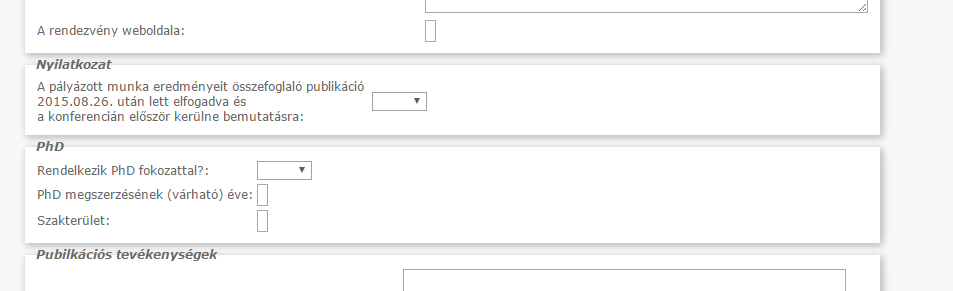 A rendezvény weboldala:
Nyilatkozat
A pályázott munka eredményeit összefoglaló publikáció
2015.08.26. után lett elfogadva és
a konferencián először kerülne bemutatásra:
PhD
Rendelkezik PhD fokozattal?:
PhD megszerzésének (várható) éve:
Szakterület:
Pubilkációs tevékenységek